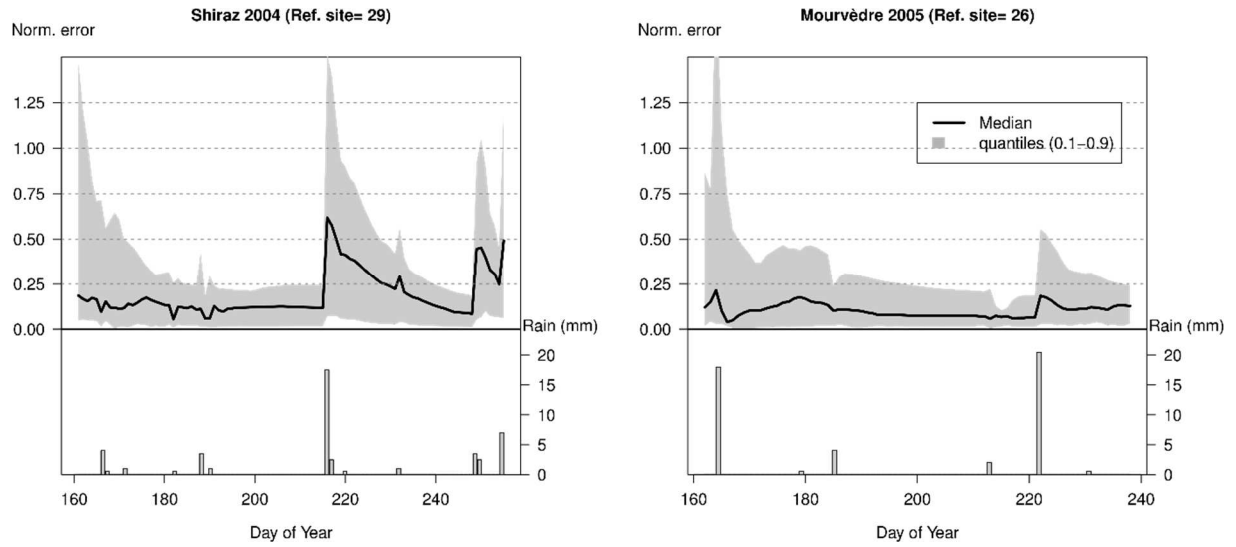 Shiraz 2004 (Ref. site= 29)
Norm. error
1.25
1.00
0.75
0.50
0.25
0.00
Rain (mm)
20
15
10
5
0
160 180 200 220 240
Day of Year
Mourvèdre 2005 (Ref. site= 26)
Norm. error
1.25
1.00
0.75
0.50
0.25
0.00
Median
quantiles (0.1−0.9)
Rain (mm)
20
15
10
5
0
160 180 200 220 240
Day of Year